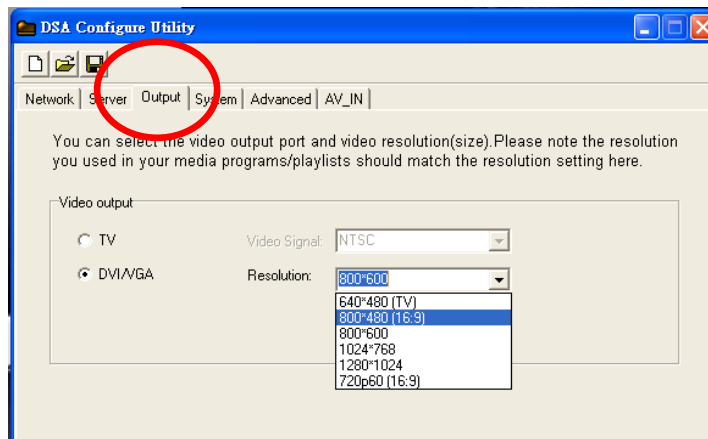 DSA Configure Utility
Network Server Output System Advanced AV_IN
You can select the video output port and video resolution(size).Please note the resolution
you used in your media programs/playlists should match the resolution setting here.
Video output
TV Video Signal: NTSC
DVI/VGA Resolution: 800*600
640*480 (TV)
800*480 (16:9)
800*600
1024*768
1280*1024
720p60 (16:9)